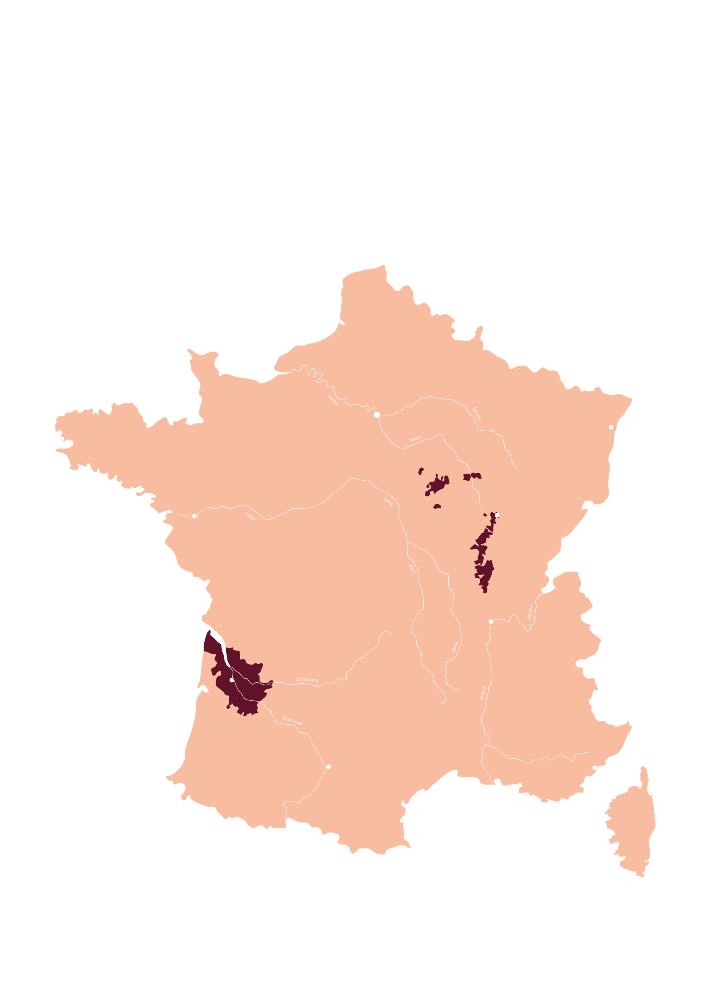 Seine
Marne
Seine
Loire
Loire
Allier
Rhône
Loire
Dordogne
Rhône
Garonne